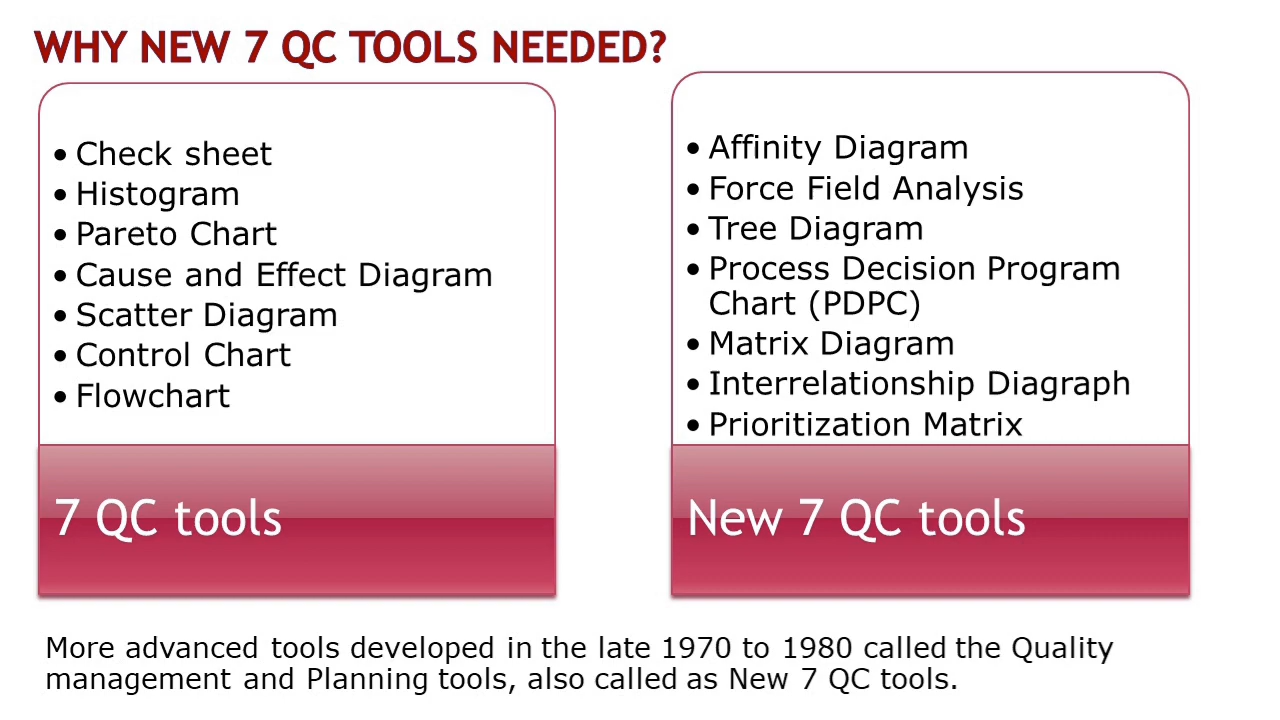 WHY NEW 7 QC TOOLS NEEDED?
• Check sheet
• Histogram
• Pareto Chart
• Cause and Effect Diagram
• Scatter Diagram
• Control Chart
• Flowchart
7 QC tools
• Affinity Diagram
• Force Field Analysis
• Tree Diagram
• Process Decision Program
Chart (PDPC)
• Matrix Diagram
• Interrelationship Diagraph
• Prioritization Matrix
New 7 QC tools
More advanced tools developed in the late 1970 to 1980 called the Quality
management and Planning tools, also called as New 7 QC tools.